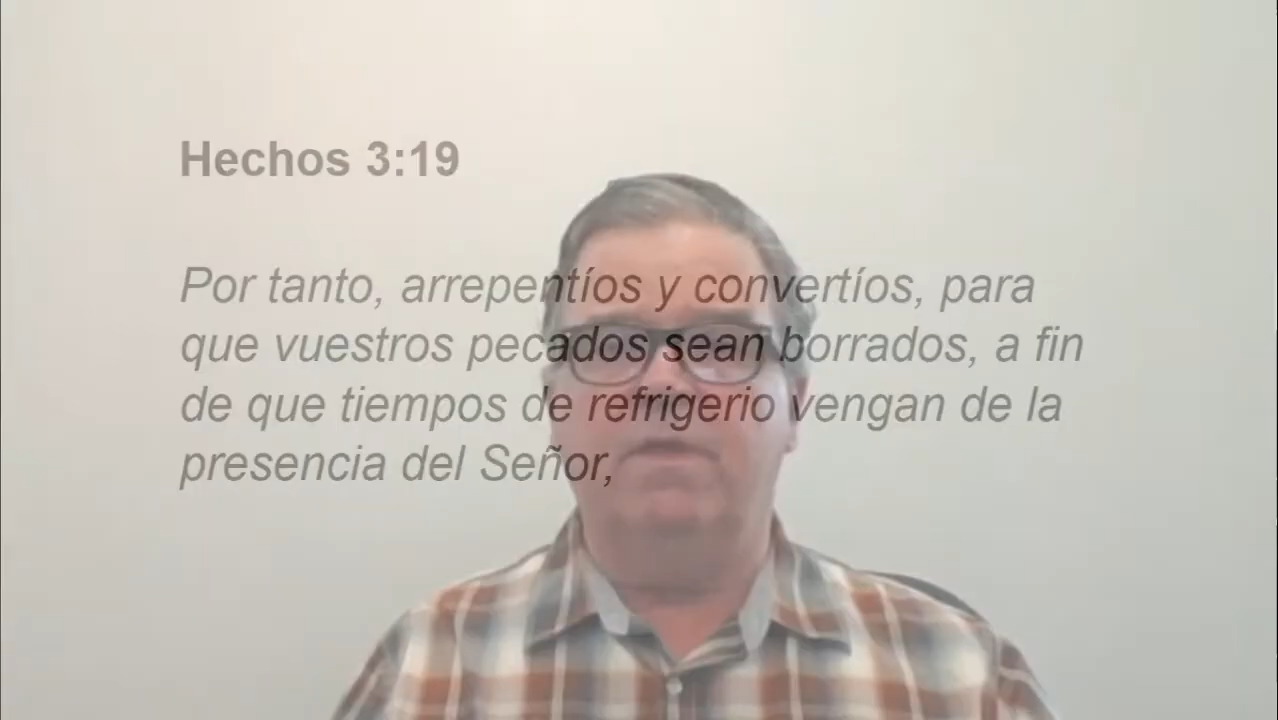 Hechos 3:19
Por tanto, arrepentíos y convertíos, para
que vuestros pecados sean borrados, a fin
de que tiempos de refrigerio vengan de la
presencia del Señor,